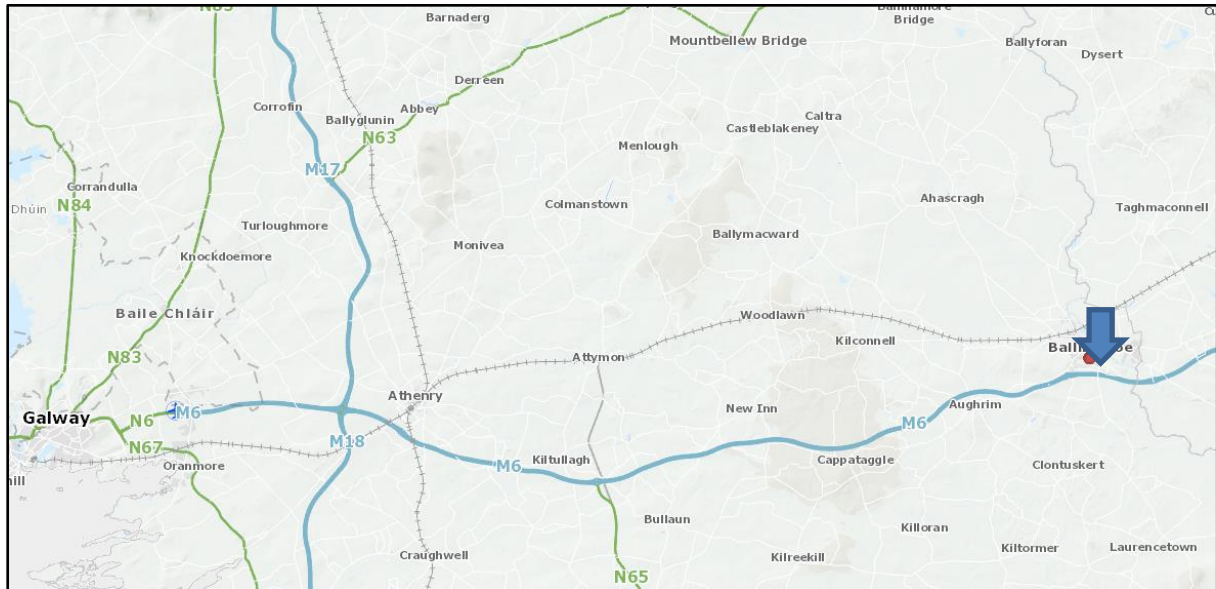 Barnaderg
Mountbellew Bridge
Bridge
Ballyforan
Dysert
Derreen
Corrofin
Abbey
Ballyglunin
N63
Caltra
Castleblakeney
Menlough
M17
Corrandulla
N84
Dhúin
Colmanstown
Ahascragh
Taghmaconnell
Turloughmore
Ballymacward
Monivea
Knockdoemore
Baile Chláir
Woodlawn
Kilconnell
N83
Attymon
Athenry
Galway
N6
M6
New Inn
Aughrim
M6
N67
M18
Oranmore
M6
Kiltullagh
Cappataggle
Clontuskert
Bullaun
Killoran
Craughwell
Kilreekill
Kiltormer
Laurencetown
N65